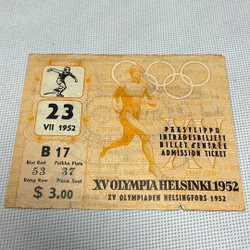 23
VII 1952
B 17
Rivi Rad Paikka Plats
53 37
Rang Row Place Seat
$ 3.00
PÄÄSYLIPPU
INTRÄDESBILJETT
BILLET D'ENTRÉE
ADMISSION TICKET
XV OLYMPIA HELSINKI 1952
XV OLYMPIADEN HELSINGFORS 1952